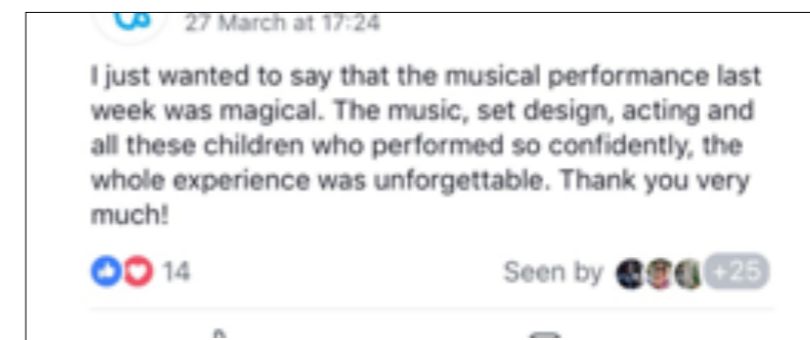 27 March at 17:24
I just wanted to say that the musical performance last
week was magical. The music, set design, acting and
all these children who performed so confidently, the
whole experience was unforgettable. Thank you very
much!
14
Seen by +25